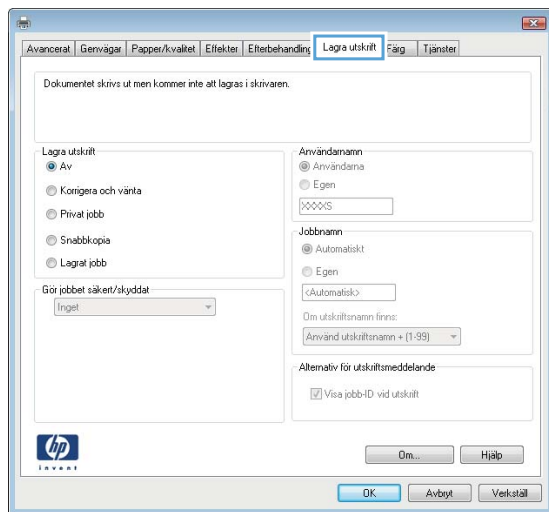 Avancerat Genvägar Papper/kvalitet Effekter Efterbehandling Lagra utskrift Färg Tjänster
Dokumentet skrivs ut men kommer inte att lagras i skrivaren.
Lagra utskrift
Av
Korrigera och vänta
Privat jobb
Snabbkopia
Lagrat jobb
Gör jobbet säkert/skyddat
Inget
Användarnamn
Användarna
Egen
XXXXS
Jobbnamn
Automatiskt
Egen
<Automatisk>
Om utskriftsnamn finns:
Använd utskriftsnamn + (1-99)
Alternativ för utskriftsmeddelande
Visa jobb-ID vid utskrift
hp
invent
Om... Hjälp
OK Avbryt Verkställ